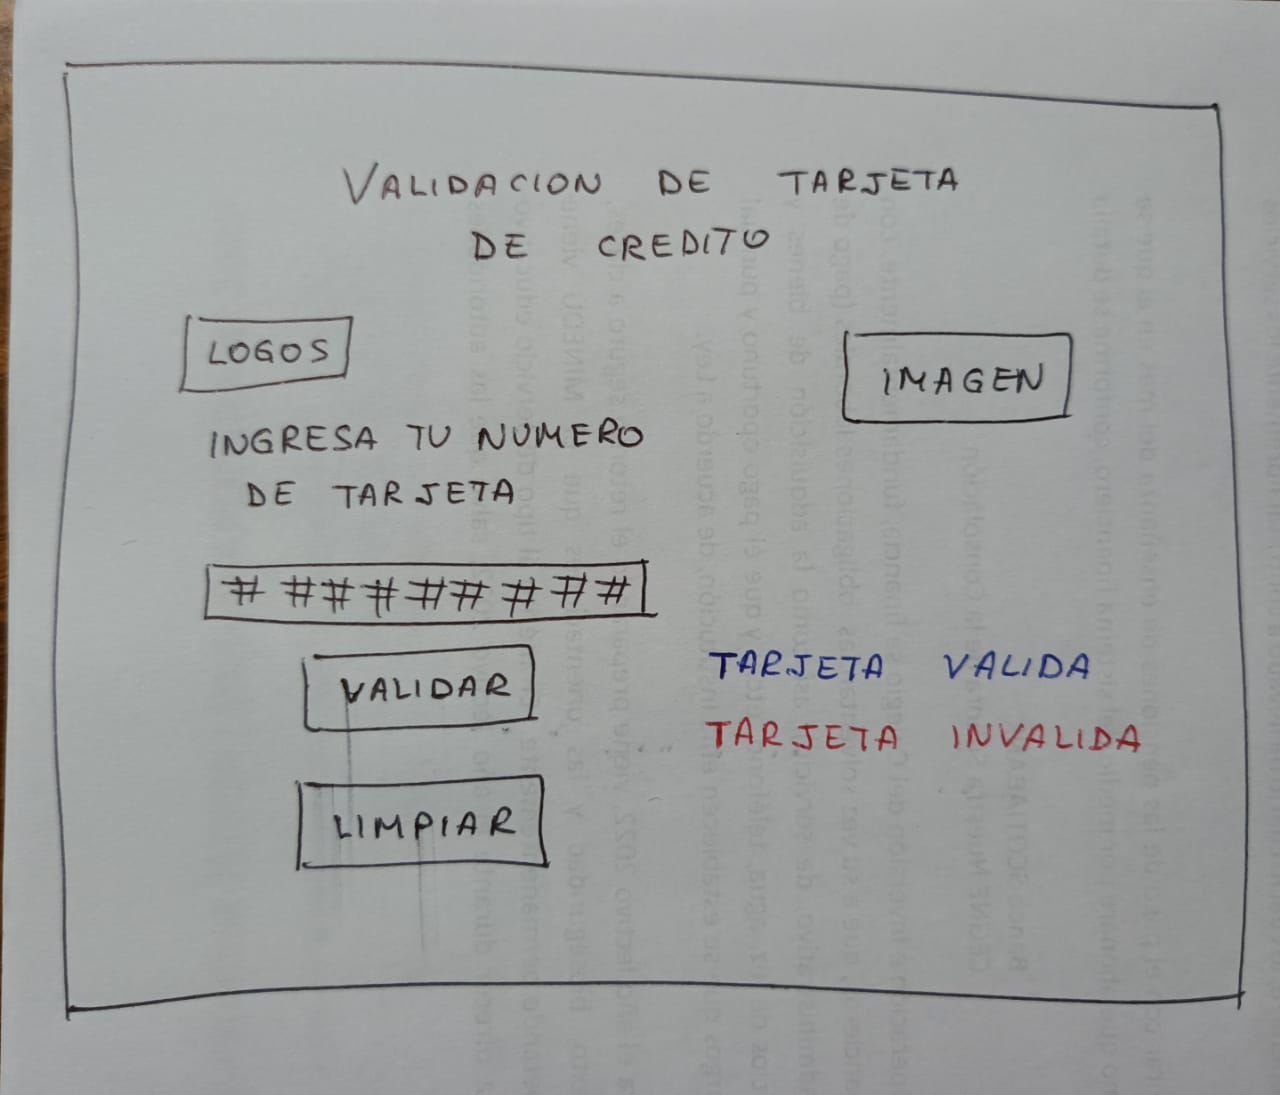 VALIDACION DE TARJETA
DE CREDITO
LOGOS
IMAGEN
INGRESA TU NUMERO
DE TARJETA
# # # # # # # # #
VALIDAR
TARJETA VALIDA
TARJETA INVALIDA
LIMPIAR